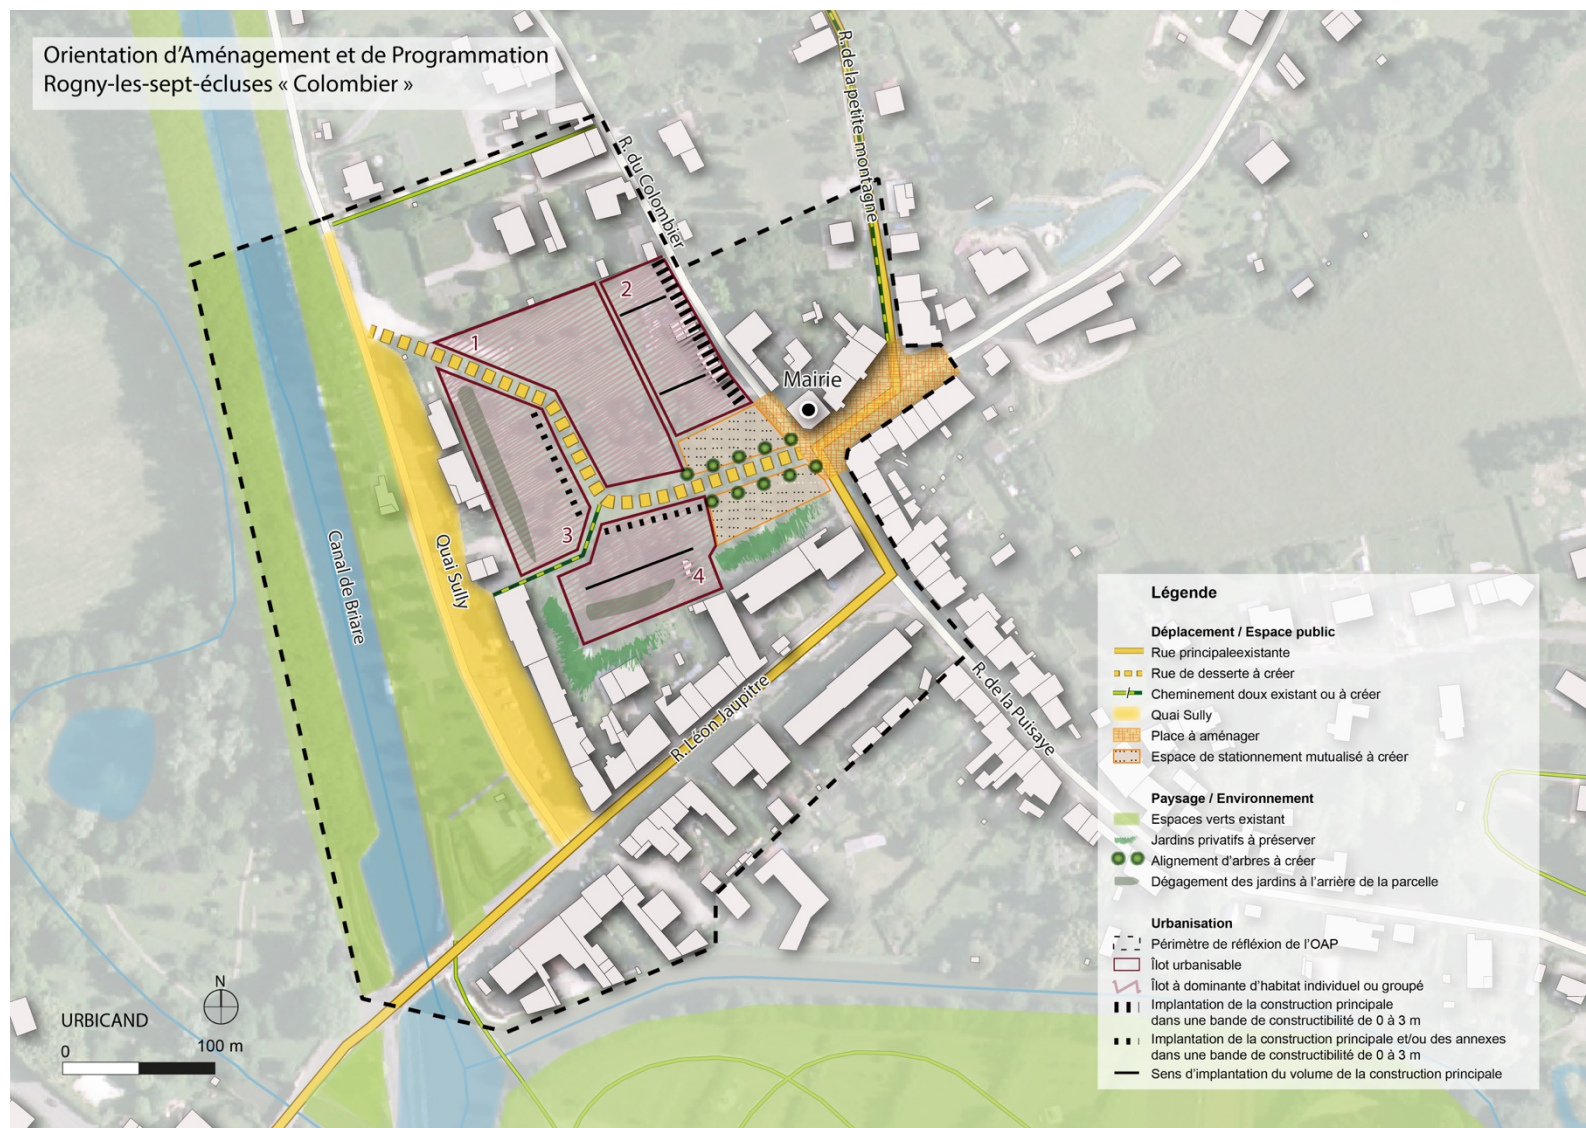 Orientation d'Aménagement et de Programmation
Rogny-les-sept-écluses « Colombier »
R. de la petite montagne
R. du Colombier
1
2
Mairie
3
4
Canal de Briare
Quai Sully
R. Léon Jaupitre
R. de la Puisaye
Légende
Déplacement / Espace public
Rue principaleexistante
Rue de desserte à créer
Cheminement doux existant ou à créer
Quai Sully
Place à aménager
Espace de stationnement mutualisé à créer
Paysage / Environnement
Espaces verts existant
Jardins privatifs à préserver
Alignement d'arbres à créer
Dégagement des jardins à l'arrière de la parcelle
Urbanisation
Périmètre de réfléxion de l'OAP
Îlot urbanisable
Îlot à dominante d'habitat individuel ou groupé
Implantation de la construction principale
dans une bande de constructibilité de 0 à 3 m
Implantation de la construction principale et/ou des annexes
dans une bande de constructibilité de 0 à 3 m
Sens d'implantation du volume de la construction principale
N
URBICAND
0 100 m